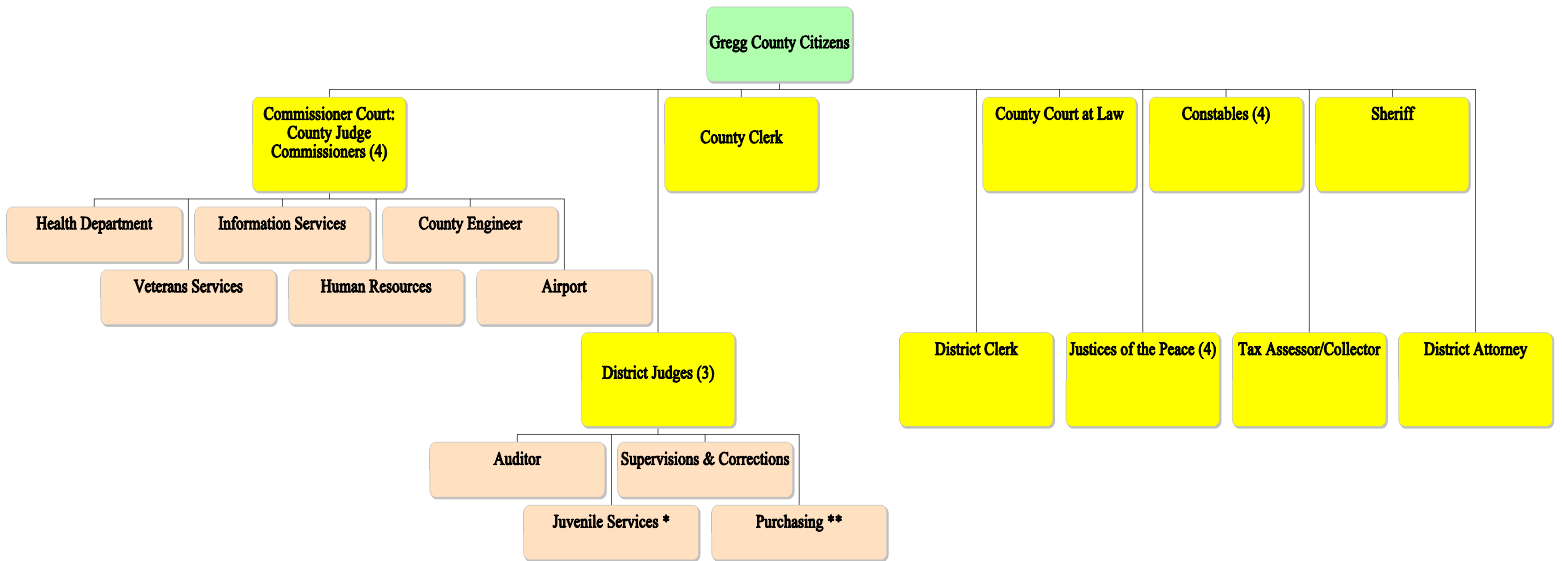 Gregg County Citizens
Commissioner Court:
County Judge
Commissioners (4)
County Clerk
County Court at Law
Constables (4)
Sheriff
Health Department
Information Services
County Engineer
Veterans Services
Human Resources
Airport
District Judges (3)
District Clerk
Justices of the Peace (4)
Tax Assessor/Collector
District Attorney
Auditor
Supervisions & Corrections
Juvenile Services *
Purchasing **